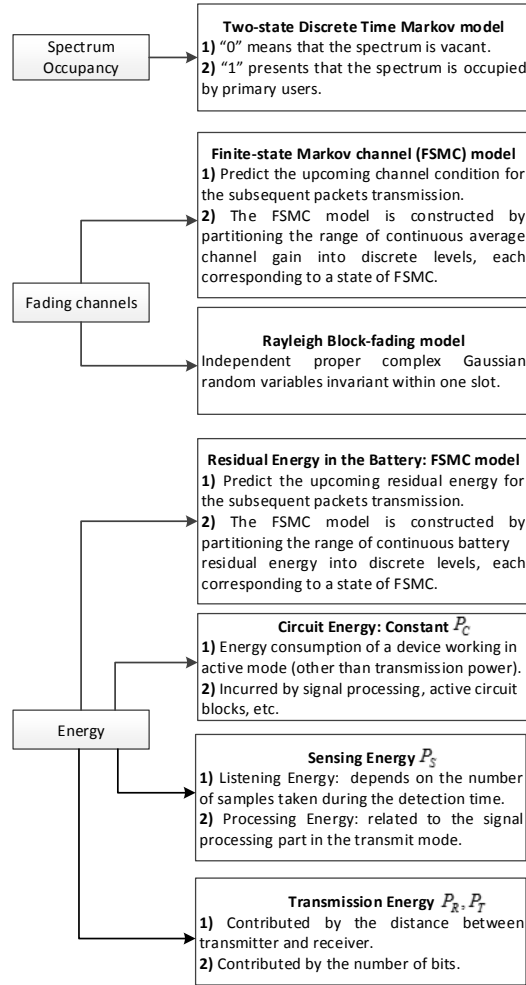 Spectrum
Occupancy
Two-state Discrete Time Markov model
1) “0” means that the spectrum is vacant.
2) “1” presents that the spectrum is occupied
by primary users.
Fading channels
Finite-state Markov channel (FSMC) model
1) Predict the upcoming channel condition for
the subsequent packets transmission.
2) The FSMC model is constructed by
partitioning the range of continuous average
channel gain into discrete levels, each
corresponding to a state of FSMC.
Rayleigh Block-fading model
Independent proper complex Gaussian
random variables invariant within one slot.
Energy
Residual Energy in the Battery: FSMC model
1) Predict the upcoming residual energy for
the subsequent packets transmission.
2) The FSMC model is constructed by
partitioning the range of continuous battery
residual energy into discrete levels, each
corresponding to a state of FSMC.
Circuit Energy: Constant P_C
1) Energy consumption of a device working in
active mode (other than transmission power).
2) Incurred by signal processing, active circuit
blocks, etc.
Sensing Energy P_S
1) Listening Energy: depends on the number
of samples taken during the detection time.
2) Processing Energy: related to the signal
processing part in the transmit mode.
Transmission Energy P_R, P_T
1) Contributed by the distance between
transmitter and receiver.
2) Contributed by the number of bits.